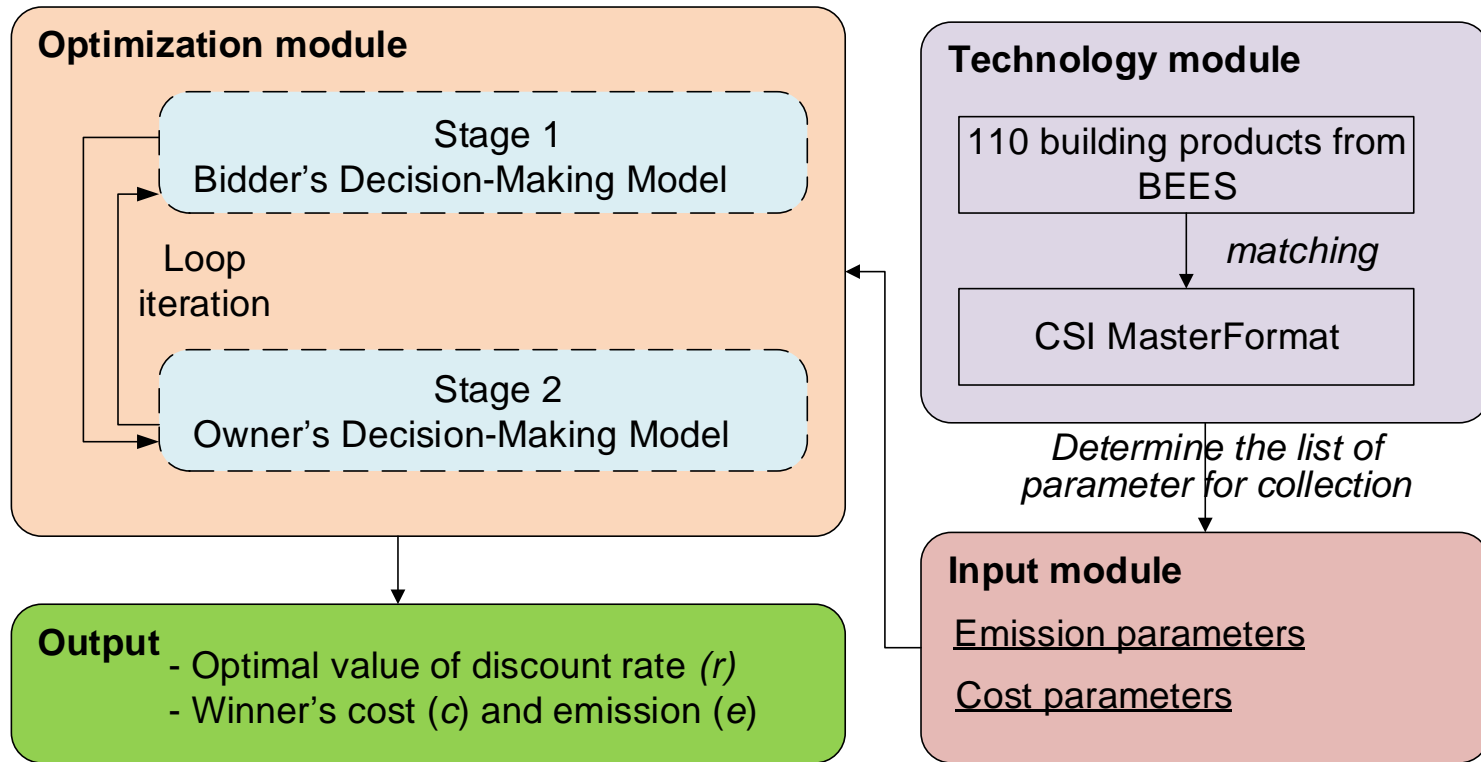 Optimization module
Stage 1
Bidder's Decision-Making Model
Loop
iteration
Stage 2
Owner's Decision-Making Model
Technology module
110 building products from
BEES
matching
CSI MasterFormat
Determine the list of
parameter for collection
Input module
Emission parameters
Cost parameters
Output
- Optimal value of discount rate (r)
- Winner's cost (c) and emission (e)